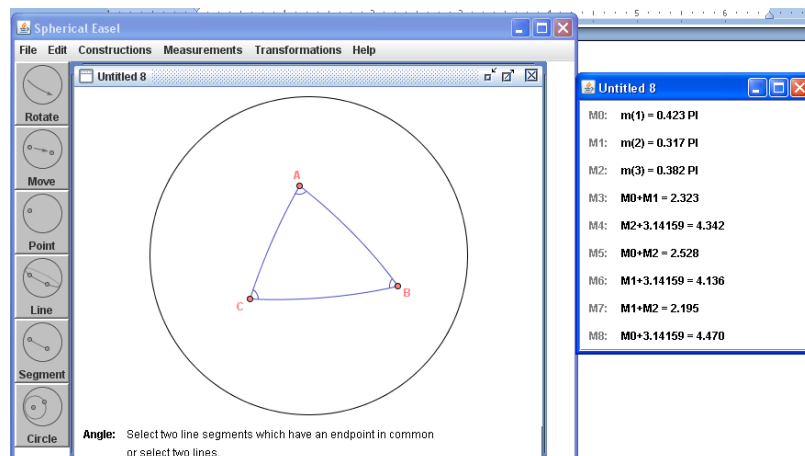 Spherical Easel
File Edit Constructions Measurements Transformations Help
Rotate
Move
Point
Line
Segment
Circle
Untitled 8
A
B
C
Angle: Select two line segments which have an endpoint in common
or select two lines.
5 6
Untitled 8
M0: m(1) = 0.423 PI
M1: m(2) = 0.317 PI
M2: m(3) = 0.382 PI
M3: M0+M1 = 2.323
M4: M2+3.14159 = 4.342
M5: M0+M2 = 2.528
M6: M1+3.14159 = 4.136
M7: M1+M2 = 2.195
M8: M0+3.14159 = 4.470